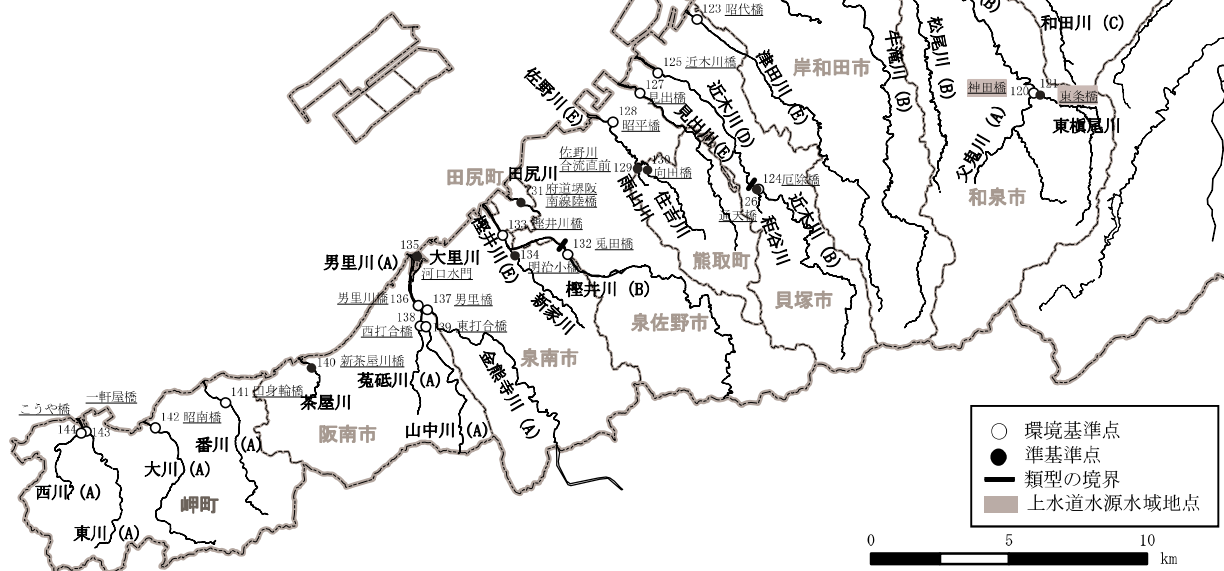 123 昭代橋
(B)
松尾川 (B)
和田川 (C)
牛滝川 (B)
津田川 (E)
岸和田市
125 近木川橋
近木川(D)
127
見出橋
見出川(E)
佐野川(E)
128
昭平橋
神田橋
120
121
東条橋
東槇尾川
父鬼川 (A)
和泉市
佐野川
合流直前
129
130
向田橋
雨山川
住吉川
124 厄除橋
126
通天橋
近木川 (B)
秬谷川
田尻町
田尻川
131 府道堺阪
南線陸橋
熊取町
貝塚市
133 樫井川橋
樫井川(E)
134
明治小橋
132 兎田橋
樫井川 (B)
新家川
泉佐野市
135
男里川(A)
大里川
河口水門
男里川橋 136
137 男里橋
138
西打合橋
139 東打合橋
泉南市
金熊寺川 (A)
140 新茶屋川橋
茶屋川
菟砥川 (A)
山中川 (A)
阪南市
141 田身輪橋
番川 (A)
142 昭南橋
大川 (A)
一軒屋橋
こうや橋
144
143
西川 (A)
東川 (A)
岬町
環境基準点
準基準点
類型の境界
上水道水源水域地点
0 5 10
km